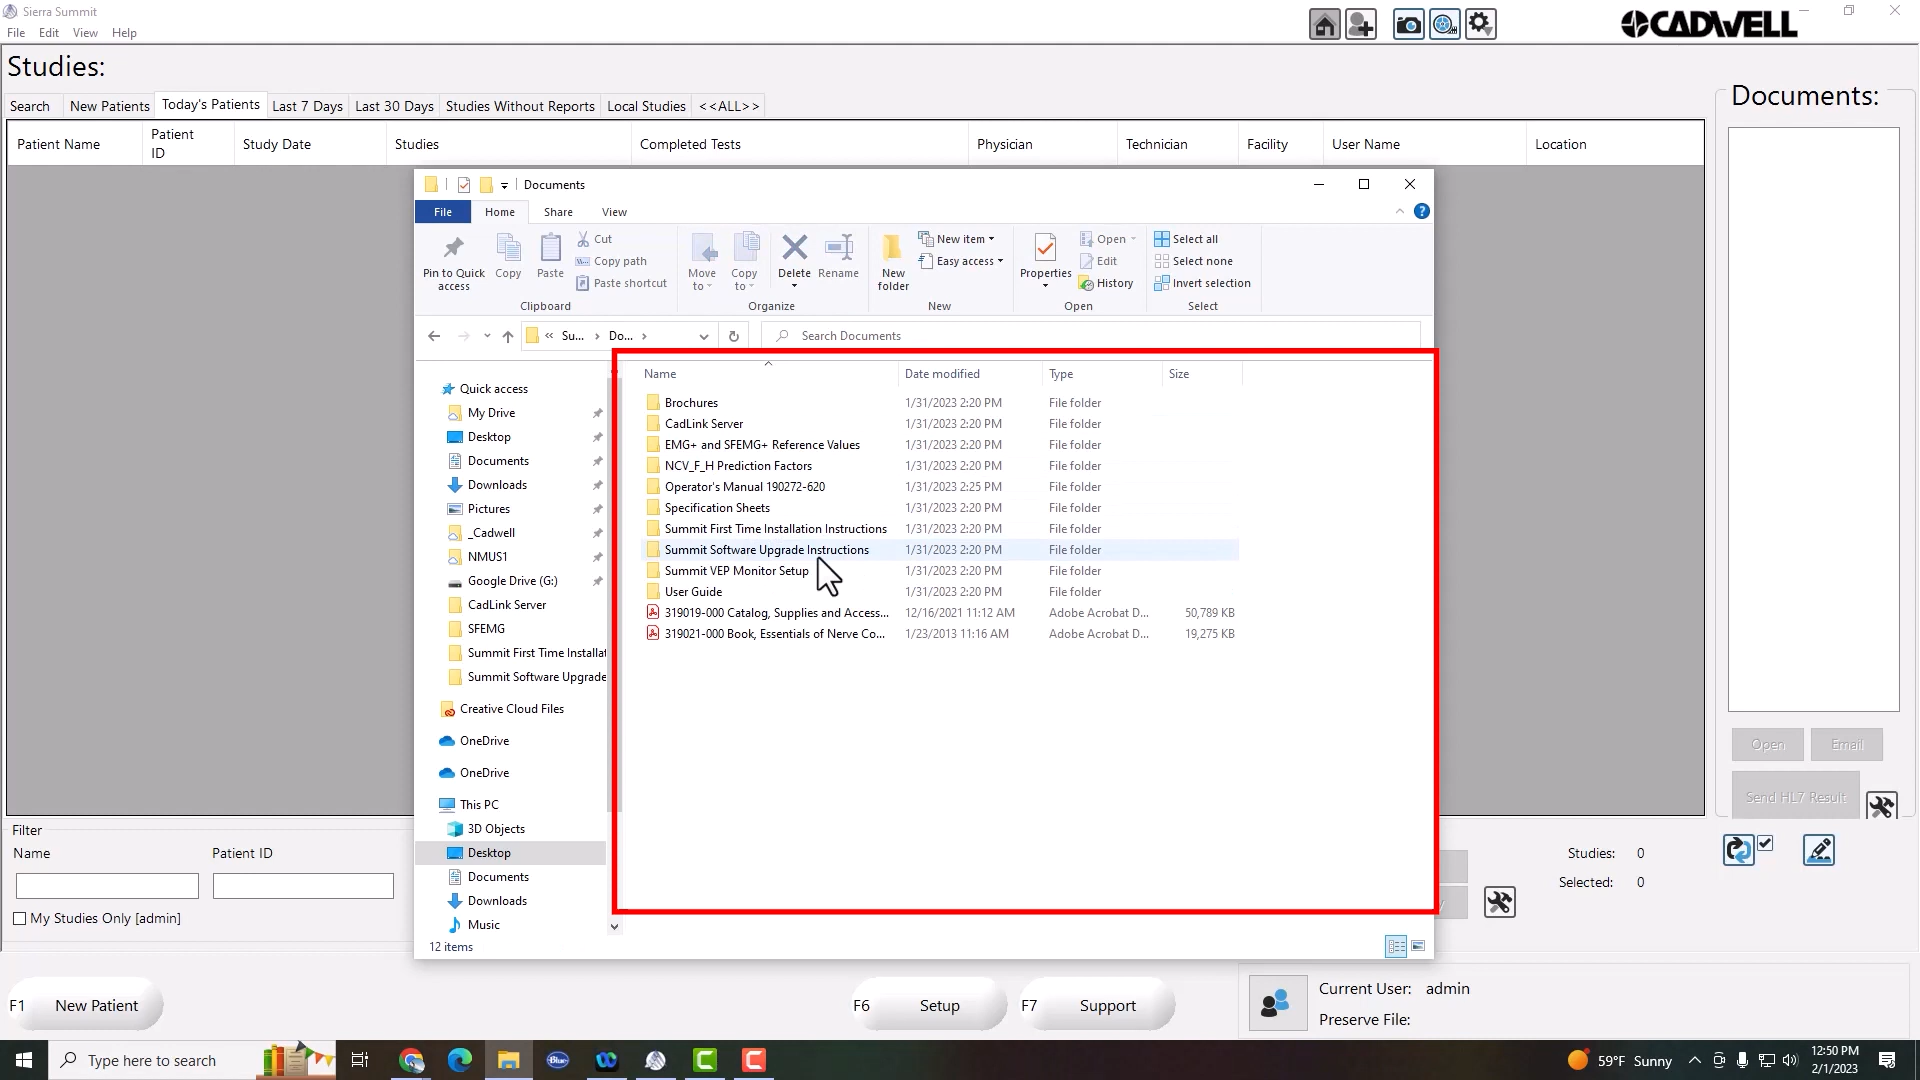 Sierra Summit
File Edit View Help
CADWELL
Studies:
Search New Patients Today's Patients Last 7 Days Last 30 Days Studies Without Reports Local Studies <<ALL>>
Documents:
Patient Name Patient ID Study Date Studies Completed Tests Physician Technician Facility User Name Location
Documents
File Home Share View
Pin to Quick access Copy Paste Cut Copy path Paste shortcut
Clipboard
Move to Copy to Delete Rename
Organize
New folder New item Easy access
New
Properties Open Edit History
Open
Select all Select none Invert selection
Select
« Su... › Do... › Search Documents
Name Date modified Type Size
Quick access
My Drive
Desktop
Documents
Downloads
Pictures
_Cadwell
NMUS1
Google Drive (G:)
CadLink Server
SFEMG
Summit First Time Installat
Summit Software Upgrade
Creative Cloud Files
OneDrive
OneDrive
This PC
3D Objects
Desktop
Documents
Downloads
Music
Brochures 1/31/2023 2:20 PM File folder
CadLink Server 1/31/2023 2:20 PM File folder
EMG+ and SFEMG+ Reference Values 1/31/2023 2:20 PM File folder
NCV_F_H Prediction Factors 1/31/2023 2:20 PM File folder
Operator's Manual 190272-620 1/31/2023 2:25 PM File folder
Specification Sheets 1/31/2023 2:20 PM File folder
Summit First Time Installation Instructions 1/31/2023 2:20 PM File folder
Summit Software Upgrade Instructions 1/31/2023 2:20 PM File folder
Summit VEP Monitor Setup 1/31/2023 2:20 PM File folder
User Guide 1/31/2023 2:20 PM File folder
319019-000 Catalog, Supplies and Access... 12/16/2021 11:12 AM Adobe Acrobat D... 50,789 KB
319021-000 Book, Essentials of Nerve Co... 1/23/2013 11:16 AM Adobe Acrobat D... 19,275 KB
12 items
Open Email
Send HL7 Result
Filter
Name Patient ID
My Studies Only [admin]
Studies: 0
Selected: 0
F1 New Patient F6 Setup F7 Support
Current User: admin
Preserve File:
Type here to search
Blue
59°F Sunny
12:50 PM
2/1/2023